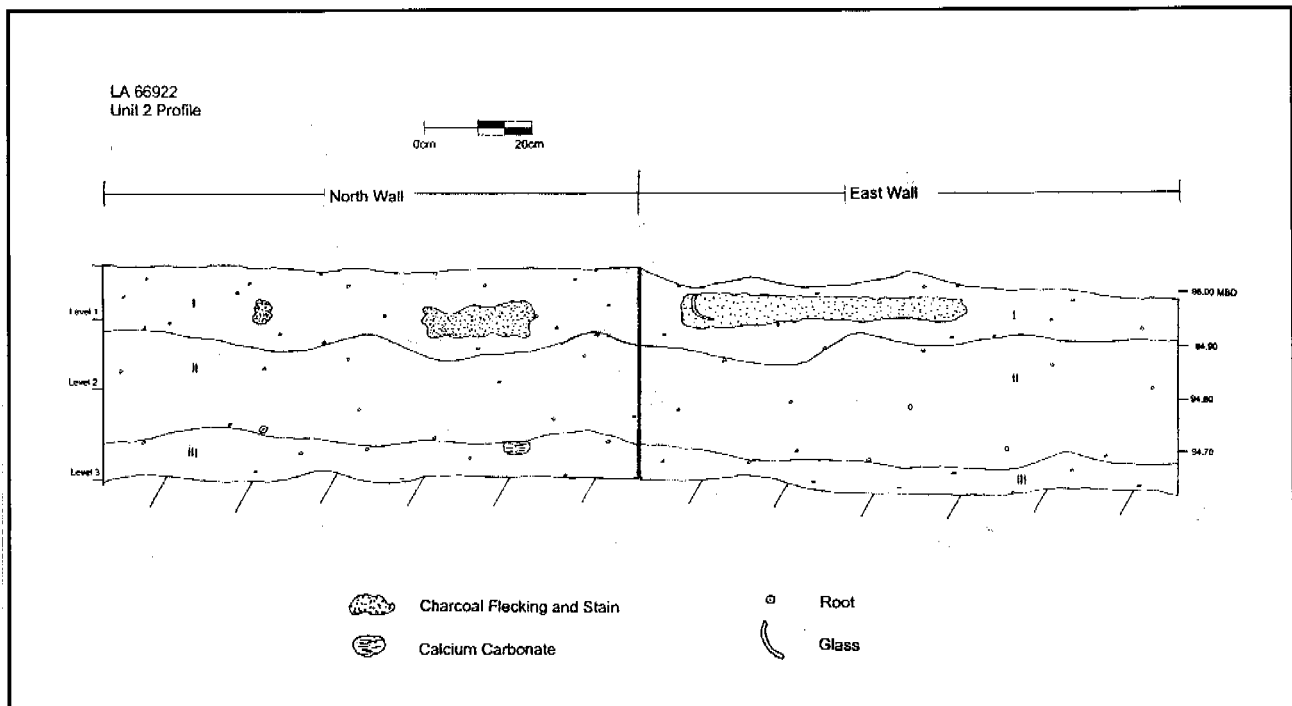 LA 66922
Unit 2 Profile
0cm 20cm
North Wall East Wall
95.00 MBD
Level 1 I I
94.90
Level 2 II II
94.80
III 94.70
Level 3 III
Charcoal Flecking and Stain Root
Calcium Carbonate Glass